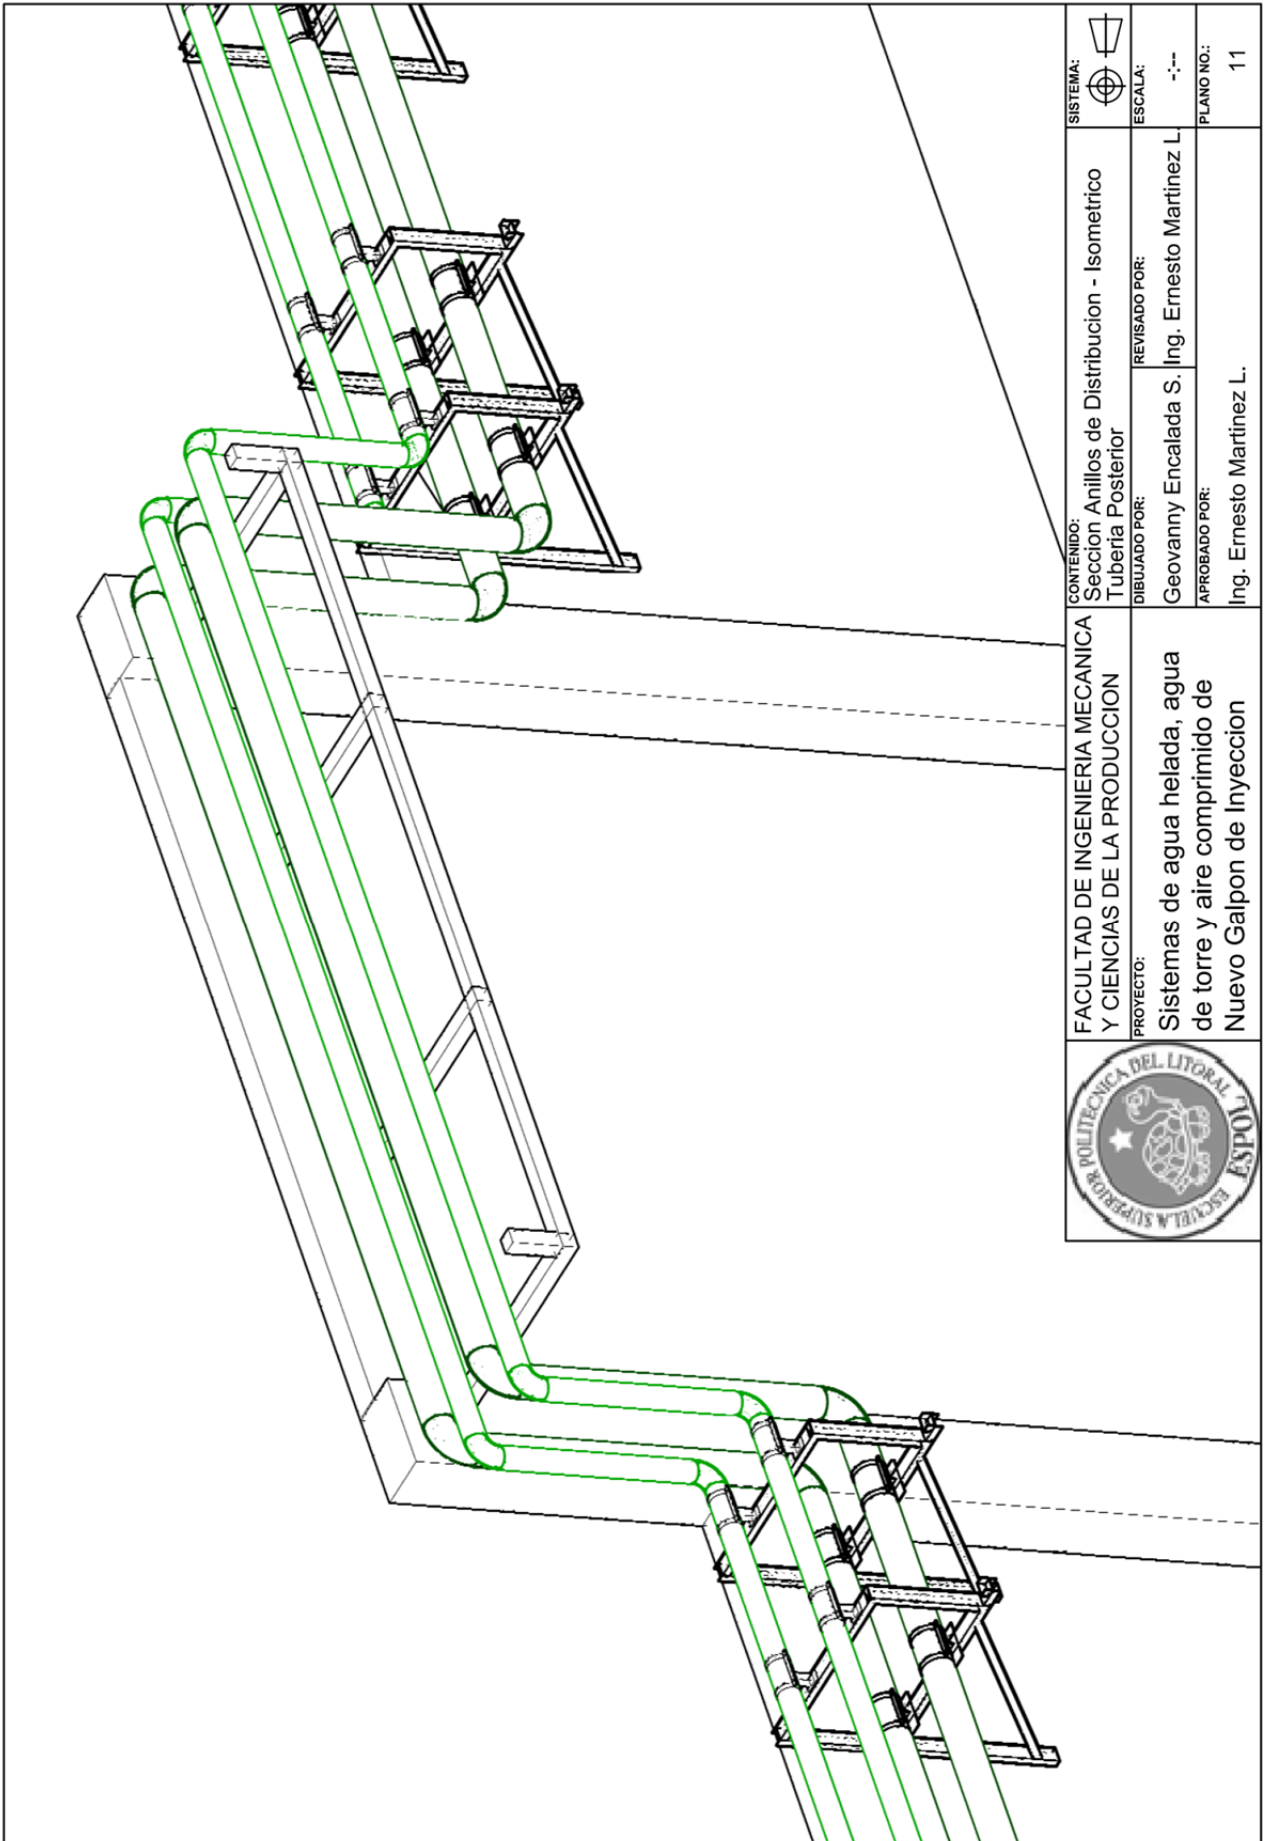 ESCUELA SUPERIOR POLITECNICA DEL LITORAL
ESPOL
FACULTAD DE INGENIERIA MECANICA
Y CIENCIAS DE LA PRODUCCION
PROYECTO:
Sistemas de agua helada, agua
de torre y aire comprimido de
Nuevo Galpon de Inyeccion
CONTENIDO:
Seccion Anillos de Distribucion - Isometrico
Tuberia Posterior
DIBUJADO POR:
Geovanny Encalada S.
REVISADO POR:
Ing. Ernesto Martinez L.
APROBADO POR:
Ing. Ernesto Martinez L.
SISTEMA:
ESCALA:
-:--
PLANO NO.:
11